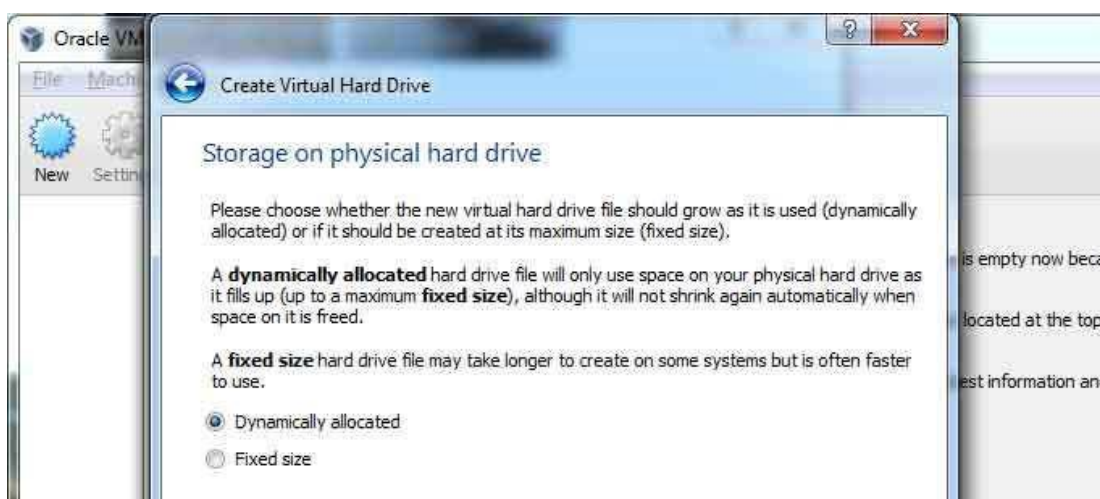 Oracle VM
File Mach
Create Virtual Hard Drive
New Settin
Storage on physical hard drive
Please choose whether the new virtual hard drive file should grow as it is used (dynamically
allocated) or if it should be created at its maximum size (fixed size).
A dynamically allocated hard drive file will only use space on your physical hard drive as
it fills up (up to a maximum fixed size), although it will not shrink again automatically when
space on it is freed.
A fixed size hard drive file may take longer to create on some systems but is often faster
to use.
Dynamically allocated
Fixed size
is empty now beca
located at the top
est information an